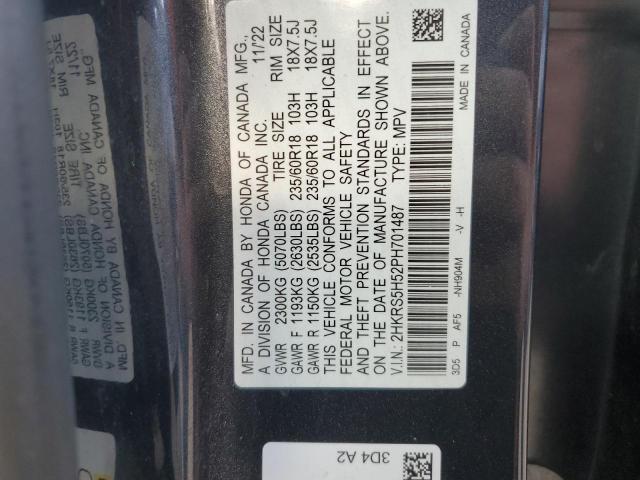 MFD. IN CANADA BY HONDA OF CANADA MFG.,
A DIVISION OF HONDA CANADA INC. 11/22
GVWR 2300KG (5070LBS) TIRE SIZE RIM SIZE
GAWR F 1193KG (2630LBS) 235/60R18 103H 18X7.5J
GAWR R 1150KG (2535LBS) 235/60R18 103H 18X7.5J
THIS VEHICLE CONFORMS TO ALL APPLICABLE
FEDERAL MOTOR VEHICLE SAFETY
AND THEFT PREVENTION STANDARDS IN EFFECT
ON THE DATE OF MANUFACTURE SHOWN ABOVE.
V.I.N.: 2HKRS5H52PH701487 TYPE: MPV
3D5 P AF5 -NH904M -V -H MADE IN CANADA
3D4 A2